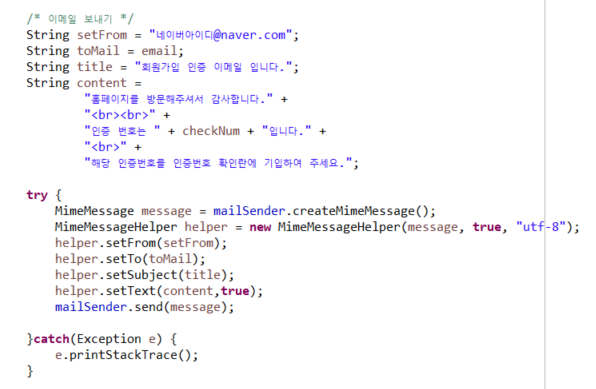 /* 이메일 보내기 */
String setFrom = "네이버아이디@naver.com";
String toMail = email;
String title = "회원가입 인증 이메일 입니다.";
String content =
"홈페이지를 방문해주셔서 감사합니다." +
"<br><br>" +
"인증 번호는 " + checkNum + "입니다." +
"<br>" +
"해당 인증번호를 인증번호 확인란에 기입하여 주세요.";
try {
MimeMessage message = mailSender.createMimeMessage();
MimeMessageHelper helper = new MimeMessageHelper(message, true, "utf-8");
helper.setFrom(setFrom);
helper.setTo(toMail);
helper.setSubject(title);
helper.setText(content,true);
mailSender.send(message);
}catch(Exception e) {
e.printStackTrace();
}